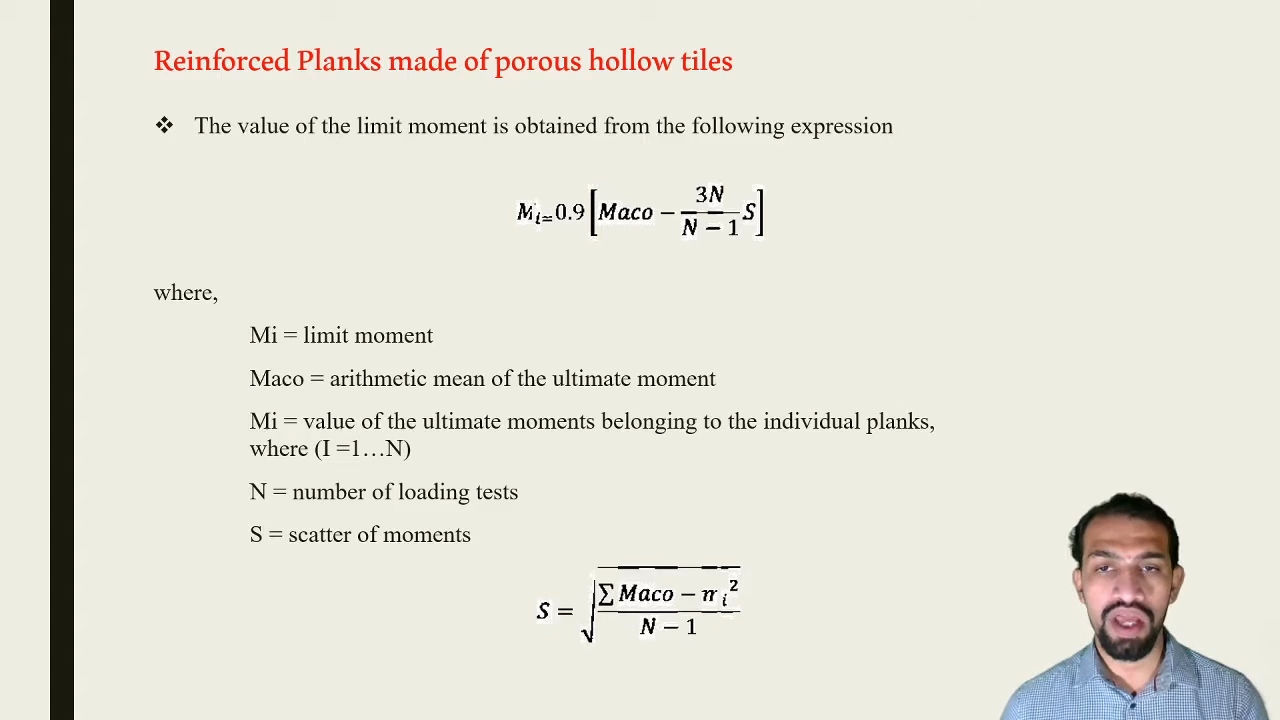 Reinforced Planks made of porous hollow tiles
❖ The value of the limit moment is obtained from the following expression
M_i=0.9[Maco − 3N/(N − 1) S]
where,
Mi = limit moment
Maco = arithmetic mean of the ultimate moment
Mi = value of the ultimate moments belonging to the individual planks,
where (I =1…N)
N = number of loading tests
S = scatter of moments
S = √((∑ Maco − m_i²)/(N − 1))